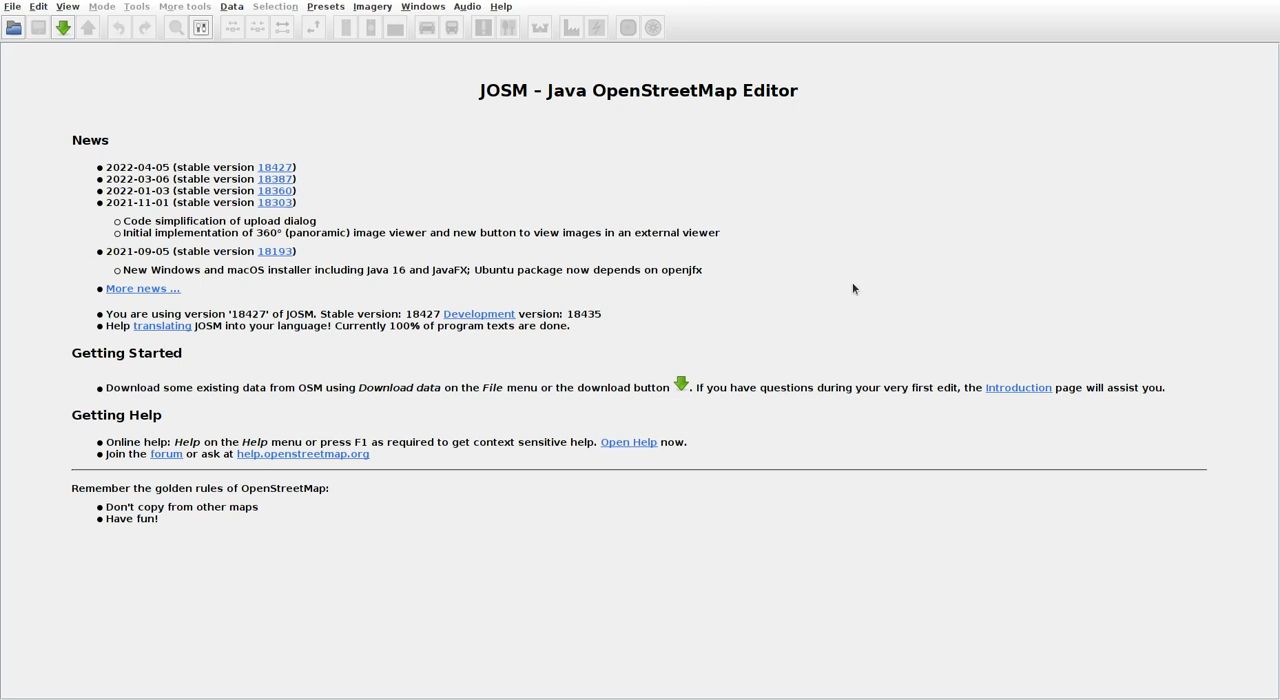 File Edit View Mode Tools More tools Data Selection Presets Imagery Windows Audio Help
JOSM – Java OpenStreetMap Editor
News
● 2022-04-05 (stable version 18427)
● 2022-03-06 (stable version 18387)
● 2022-01-03 (stable version 18360)
● 2021-11-01 (stable version 18303)
○ Code simplification of upload dialog
○ Initial implementation of 360° (panoramic) image viewer and new button to view images in an external viewer
● 2021-09-05 (stable version 18193)
○ New Windows and macOS installer including Java 16 and JavaFX; Ubuntu package now depends on openjfx
● More news ...
● You are using version '18427' of JOSM. Stable version: 18427 Development version: 18435
● Help translating JOSM into your language! Currently 100% of program texts are done.
Getting Started
● Download some existing data from OSM using Download data on the File menu or the download button . If you have questions during your very first edit, the Introduction page will assist you.
Getting Help
● Online help: Help on the Help menu or press F1 as required to get context sensitive help. Open Help now.
● Join the forum or ask at help.openstreetmap.org
Remember the golden rules of OpenStreetMap:
● Don't copy from other maps
● Have fun!